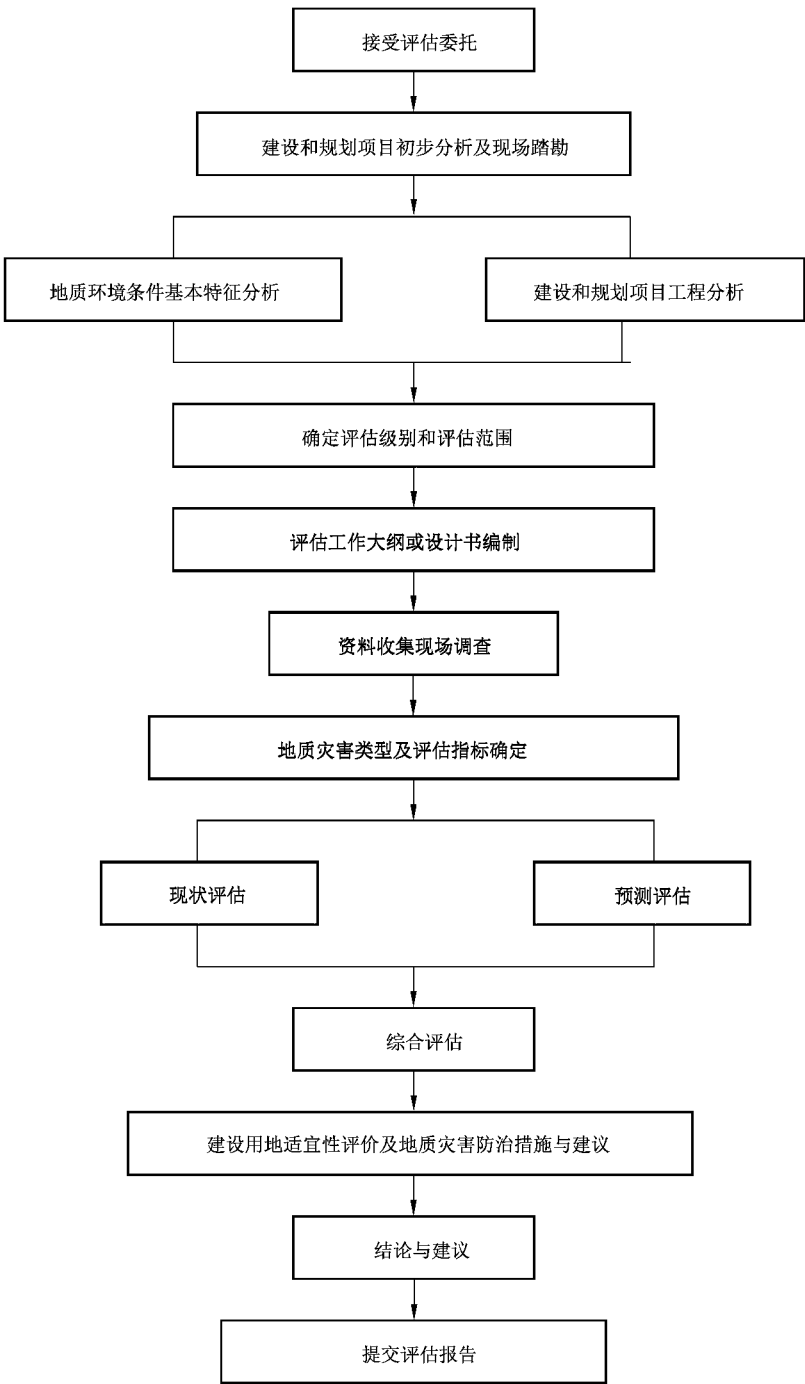 接受评估委托
建设和规划项目初步分析及现场踏勘
地质环境条件基本特征分析
建设和规划项目工程分析
确定评估级别和评估范围
评估工作大纲或设计书编制
资料收集现场调查
地质灾害类型及评估指标确定
现状评估
预测评估
综合评估
建设用地适宜性评价及地质灾害防治措施与建议
结论与建议
提交评估报告